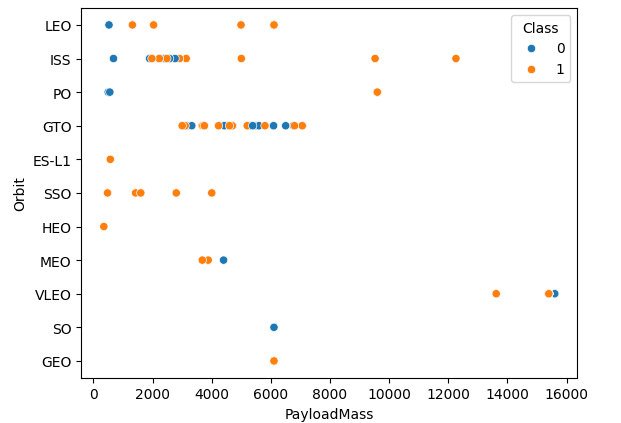 LEO
ISS
PO
GTO
ES-L1
SSO
HEO
MEO
VLEO
SO
GEO
Orbit
Class
0
1
0 2000 4000 6000 8000 10000 12000 14000 16000
PayloadMass